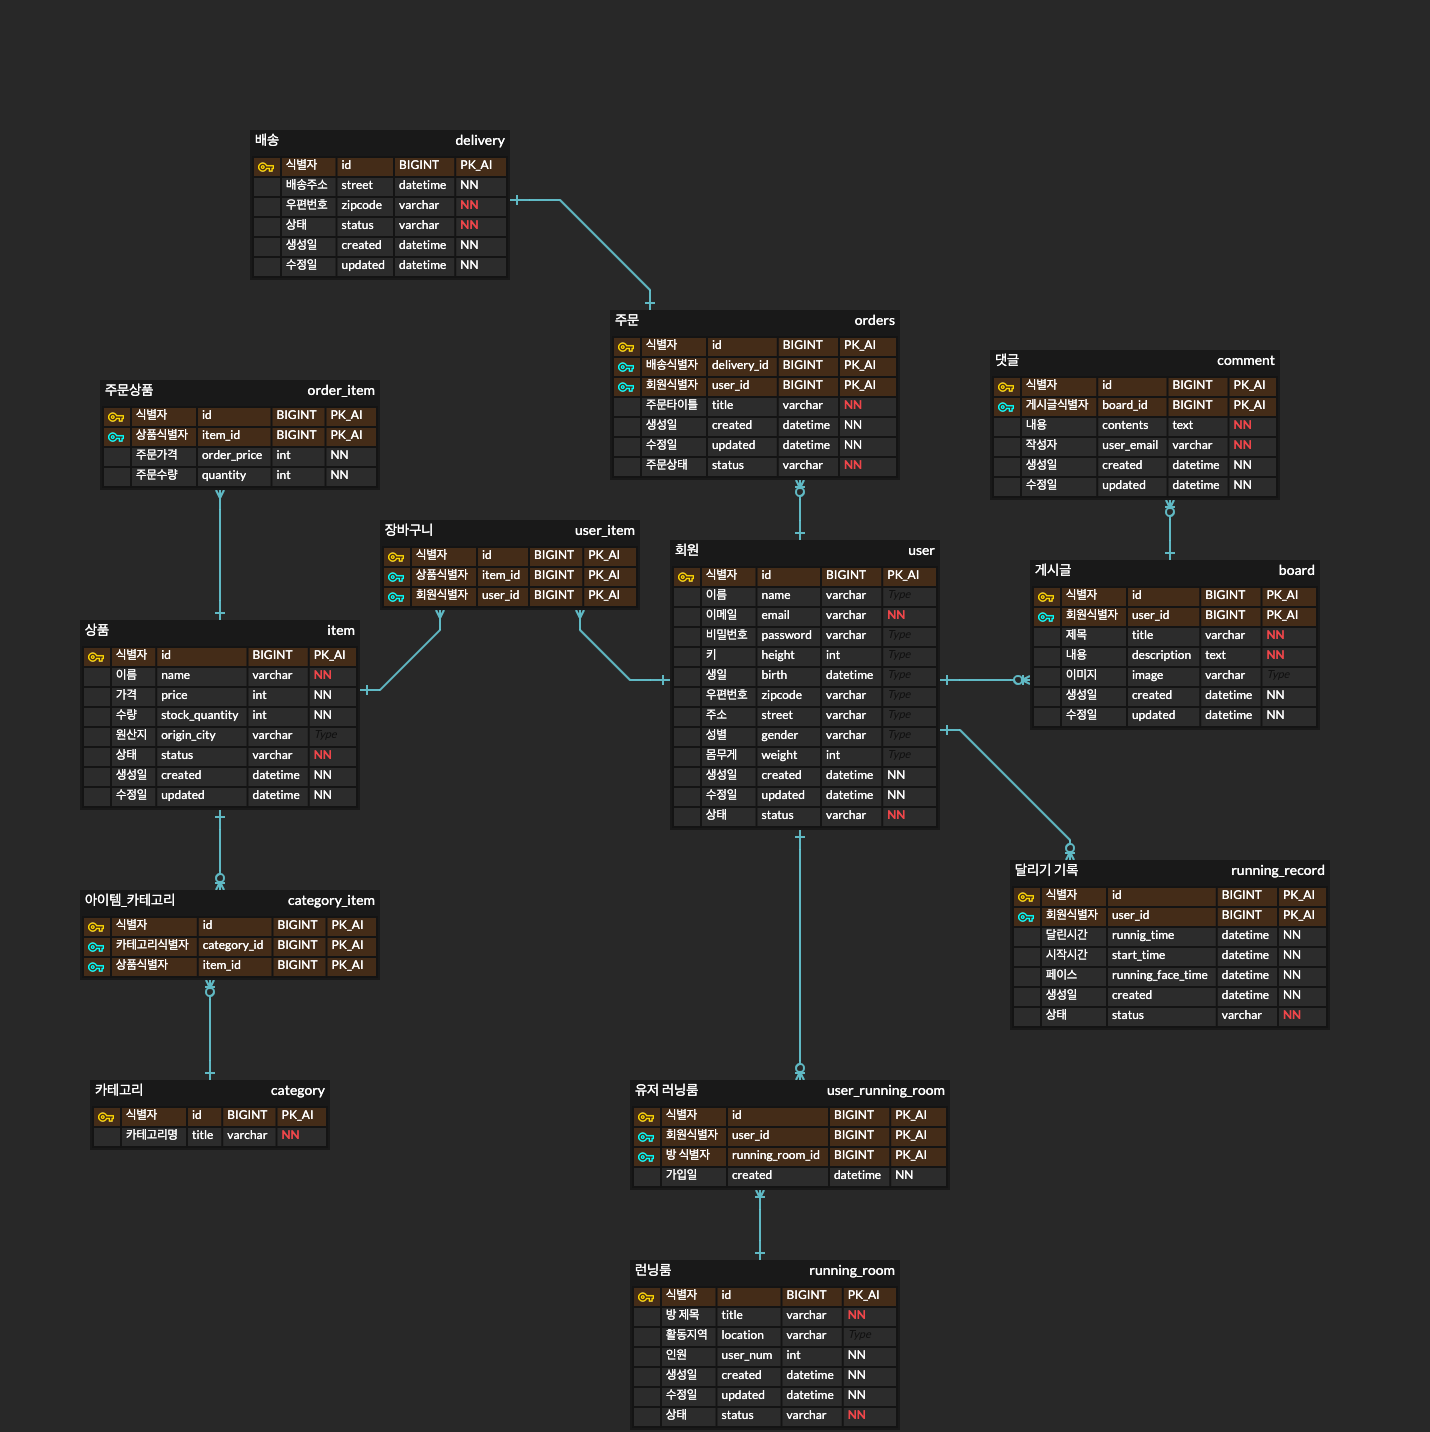 배송 delivery
식별자 id BIGINT PK_AI
배송주소 street datetime NN
우편번호 zipcode varchar NN
상태 status varchar NN
생성일 created datetime NN
수정일 updated datetime NN
주문 orders
식별자 id BIGINT PK_AI
배송식별자 delivery_id BIGINT PK_AI
회원식별자 user_id BIGINT PK_AI
주문타이틀 title varchar NN
생성일 created datetime NN
수정일 updated datetime NN
주문상태 status varchar NN
댓글 comment
식별자 id BIGINT PK_AI
게시글식별자 board_id BIGINT PK_AI
내용 contents text NN
작성자 user_email varchar NN
생성일 created datetime NN
수정일 updated datetime NN
주문상품 order_item
식별자 id BIGINT PK_AI
상품식별자 item_id BIGINT PK_AI
주문가격 order_price int NN
주문수량 quantity int NN
장바구니 user_item
식별자 id BIGINT PK_AI
상품식별자 item_id BIGINT PK_AI
회원식별자 user_id BIGINT PK_AI
회원 user
식별자 id BIGINT PK_AI
이름 name varchar Type
이메일 email varchar NN
비밀번호 password varchar Type
키 height int Type
생일 birth datetime Type
우편번호 zipcode varchar Type
주소 street varchar Type
성별 gender varchar Type
몸무게 weight int Type
생성일 created datetime NN
수정일 updated datetime NN
상태 status varchar NN
게시글 board
식별자 id BIGINT PK_AI
회원식별자 user_id BIGINT PK_AI
제목 title varchar NN
내용 description text NN
이미지 image varchar Type
생성일 created datetime NN
수정일 updated datetime NN
상품 item
식별자 id BIGINT PK_AI
이름 name varchar NN
가격 price int NN
수량 stock_quantity int NN
원산지 origin_city varchar Type
상태 status varchar NN
생성일 created datetime NN
수정일 updated datetime NN
달리기 기록 running_record
식별자 id BIGINT PK_AI
회원식별자 user_id BIGINT PK_AI
달린시간 runnig_time datetime NN
시작시간 start_time datetime NN
페이스 running_face_time datetime NN
생성일 created datetime NN
상태 status varchar NN
아이템_카테고리 category_item
식별자 id BIGINT PK_AI
카테고리식별자 category_id BIGINT PK_AI
상품식별자 item_id BIGINT PK_AI
카테고리 category
식별자 id BIGINT PK_AI
카테고리명 title varchar NN
유저 러닝룸 user_running_room
식별자 id BIGINT PK_AI
회원식별자 user_id BIGINT PK_AI
방 식별자 running_room_id BIGINT PK_AI
가입일 created datetime NN
런닝룸 running_room
식별자 id BIGINT PK_AI
방 제목 title varchar NN
활동지역 location varchar Type
인원 user_num int NN
생성일 created datetime NN
수정일 updated datetime NN
상태 status varchar NN